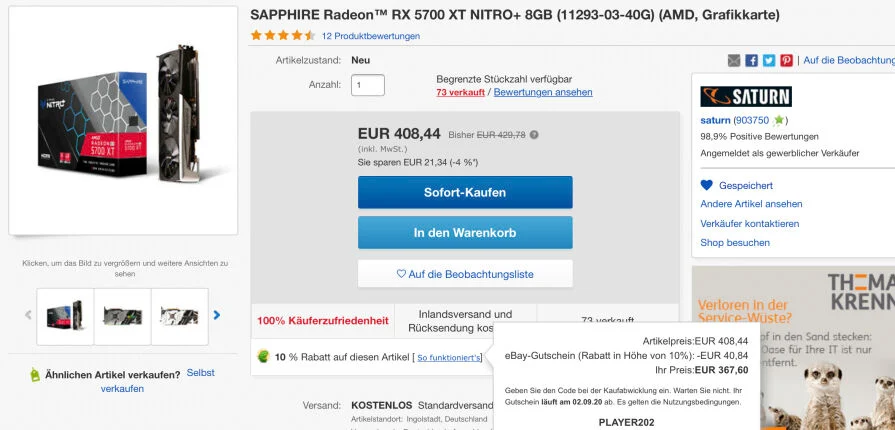 SAPPHIRE Radeon™ RX 5700 XT NITRO+ 8GB (11293-03-40G) (AMD, Grafikkarte)
12 Produktbewertungen
Artikelzustand: Neu
Anzahl: 1
Begrenzte Stückzahl verfügbar
73 verkauft / Bewertungen ansehen
| Auf die Beobachtung
EUR 408,44 Bisher EUR 429,78
(inkl. MwSt.)
Sie sparen EUR 21,34 (-4 %*)
Sofort-Kaufen
In den Warenkorb
Auf die Beobachtungsliste
100% Käuferzufriedenheit
Inlandsversand und
Rücksendung kos
73 verkauft
10 % Rabatt auf diesen Artikel [ So funktioniert's]
Artikelpreis:EUR 408,44
eBay-Gutschein (Rabatt in Höhe von 10%): -EUR 40,84
Ihr Preis:EUR 367,60
Geben Sie den Code bei der Kaufabwicklung ein. Warten Sie nicht. Ihr
Gutschein läuft am 02.09.20 ab. Es gelten die Nutzungsbedingungen.
PLAYER202
Versand: KOSTENLOS Standardversand
Artikelstandort: Ingolstadt, Deutschland
NITRO+
RADEON
5700 XT
Klicken, um das Bild zu vergrößern und weitere Ansichten zu
sehen
Ähnlichen Artikel verkaufen? Selbst
verkaufen
SATURN
saturn (903750 )
98,9% Positive Bewertungen
Angemeldet als gewerblicher Verkäufer
Gespeichert
Andere Artikel ansehen
Verkäufer kontaktieren
Shop besuchen
THEMA
KRENN
Verloren in der
Service-Wüste?
pf in den Sand stecken:
Oase für Ihre IT ist nur
entfernt.